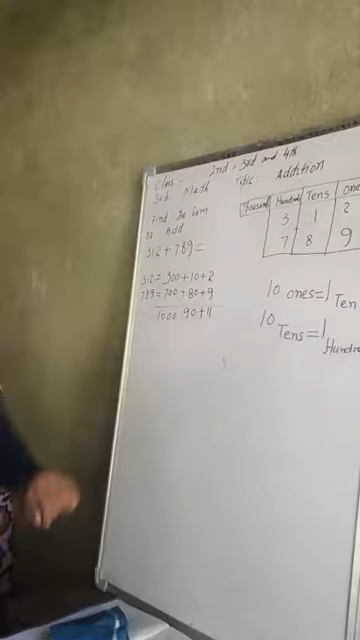 Class - 2nd, 3rd and 4th
Sub Math Topic - Addition
Find the Sum
or Add
312+789=
312 = 300+10+2
789 = 700+80+9
1000 90+11
Thousand Hundred Tens One
3 1 2
7 8 9
10 ones=1 Ten
10 Tens=1 Hundre